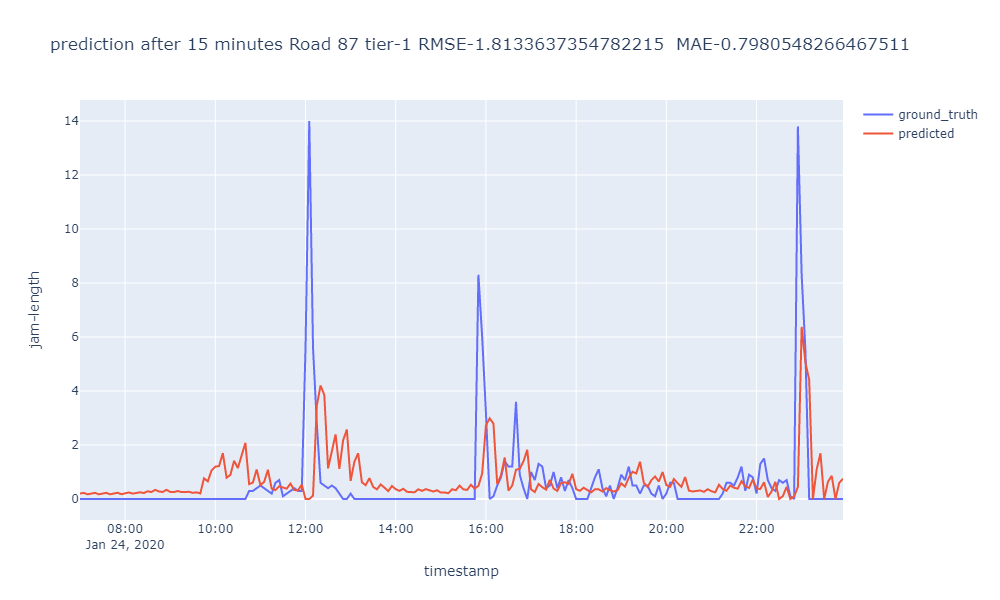 prediction after 15 minutes Road 87 tier-1 RMSE-1.8133637354782215  MAE-0.7980548266467511
ground_truth
predicted
jam-length
14
12
10
8
6
4
2
0
08:00 10:00 12:00 14:00 16:00 18:00 20:00 22:00
Jan 24, 2020
timestamp